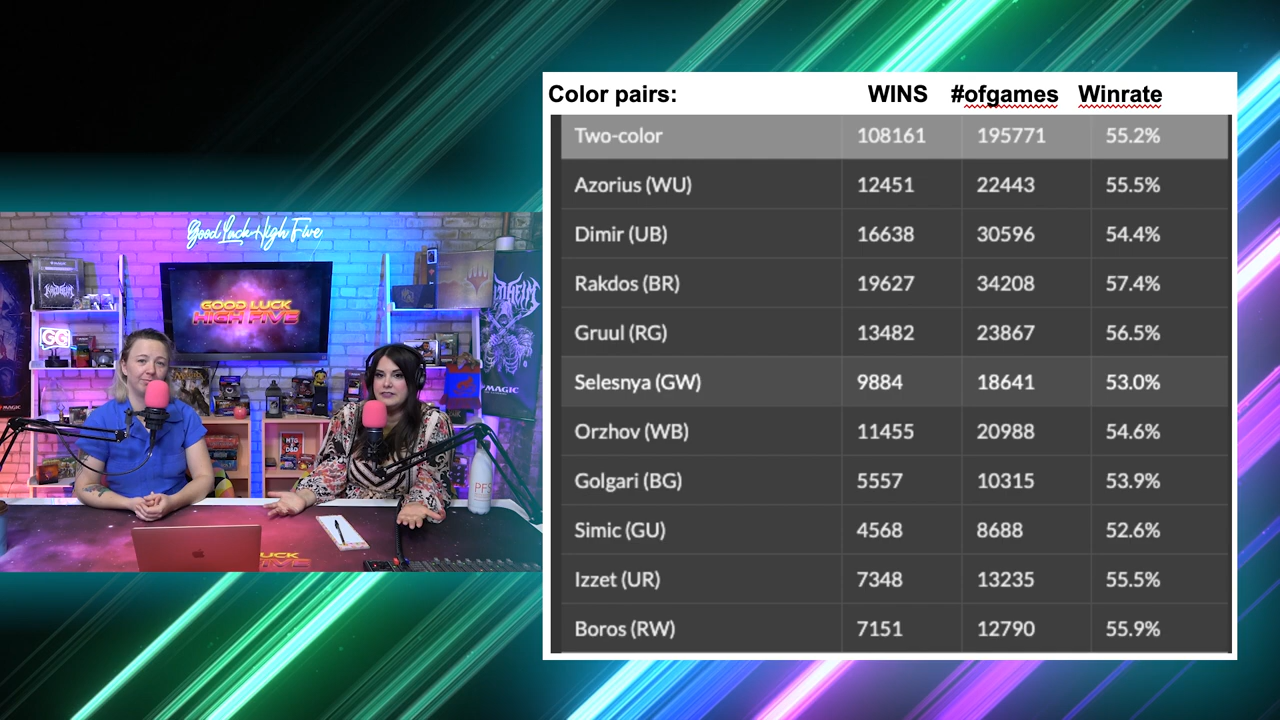 Color pairs: WINS #ofgames Winrate
Two-color 108161 195771 55.2%
Azorius (WU) 12451 22443 55.5%
Dimir (UB) 16638 30596 54.4%
Rakdos (BR) 19627 34208 57.4%
Gruul (RG) 13482 23867 56.5%
Selesnya (GW) 9884 18641 53.0%
Orzhov (WB) 11455 20988 54.6%
Golgari (BG) 5557 10315 53.9%
Simic (GU) 4568 8688 52.6%
Izzet (UR) 7348 13235 55.5%
Boros (RW) 7151 12790 55.9%
Good Luck High Five
GOOD LUCK
HIGH FIVE
GG
MAGIC
MAGIC